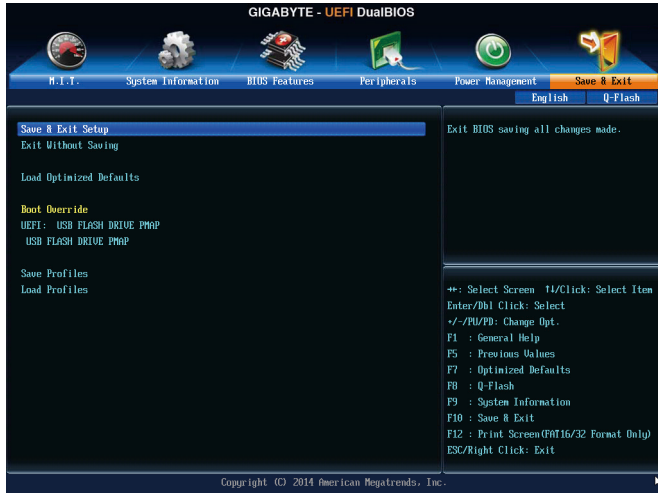 GIGABYTE - UEFI DualBIOS
M.I.T.
System Information
BIOS Features
Peripherals
Power Management
Save & Exit
English
Q-Flash
Save & Exit Setup
Exit Without Saving
Load Optimized Defaults
Boot Override
UEFI: USB FLASH DRIVE PMAP
USB FLASH DRIVE PMAP
Save Profiles
Load Profiles
Exit BIOS saving all changes made.
→←: Select Screen ↑↓/Click: Select Item
Enter/Dbl Click: Select
+/-/PU/PD: Change Opt.
F1 : General Help
F5 : Previous Values
F7 : Optimized Defaults
F8 : Q-Flash
F9 : System Information
F10 : Save & Exit
F12 : Print Screen(FAT16/32 Format Only)
ESC/Right Click: Exit
Copyright (C) 2014 American Megatrends, Inc.